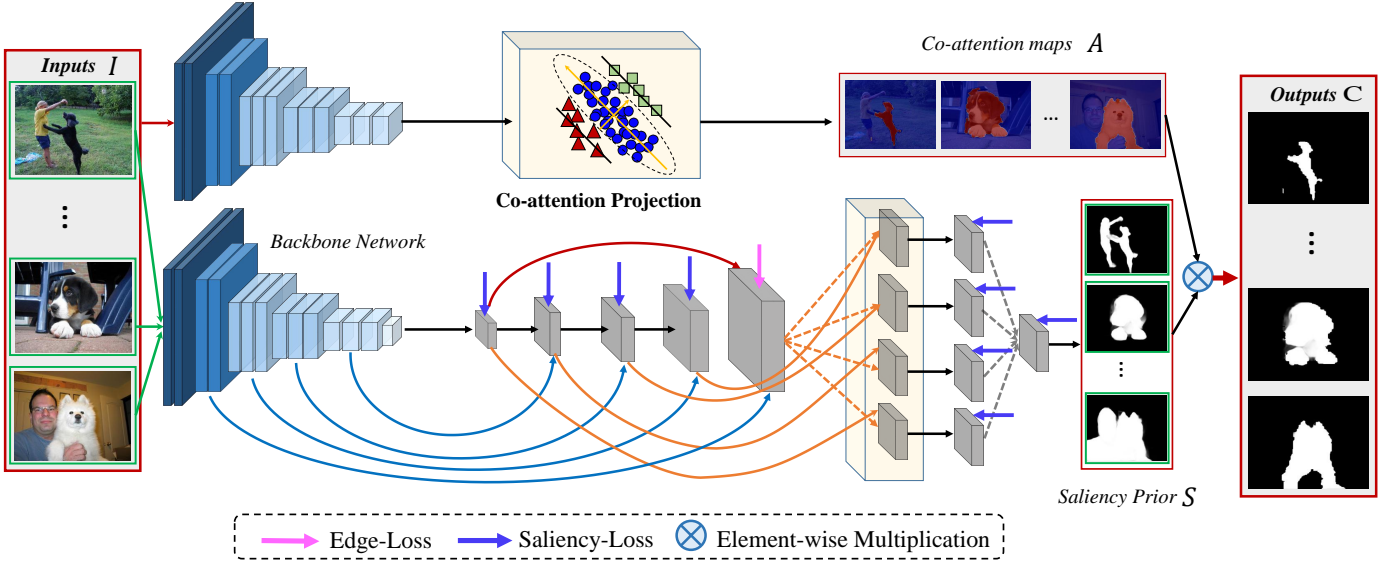 Inputs I
Co-attention maps A
Outputs C
...
...
Co-attention Projection
Backbone Network
...
...
...
Saliency Prior S
Edge-Loss
Saliency-Loss
Element-wise Multiplication